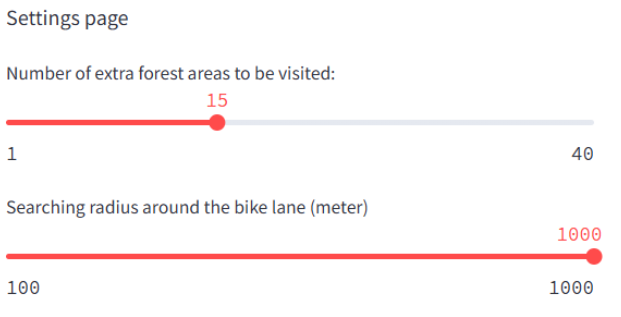 Settings page
Number of extra forest areas to be visited:
15
1 40
Searching radius around the bike lane (meter)
1000
100 1000